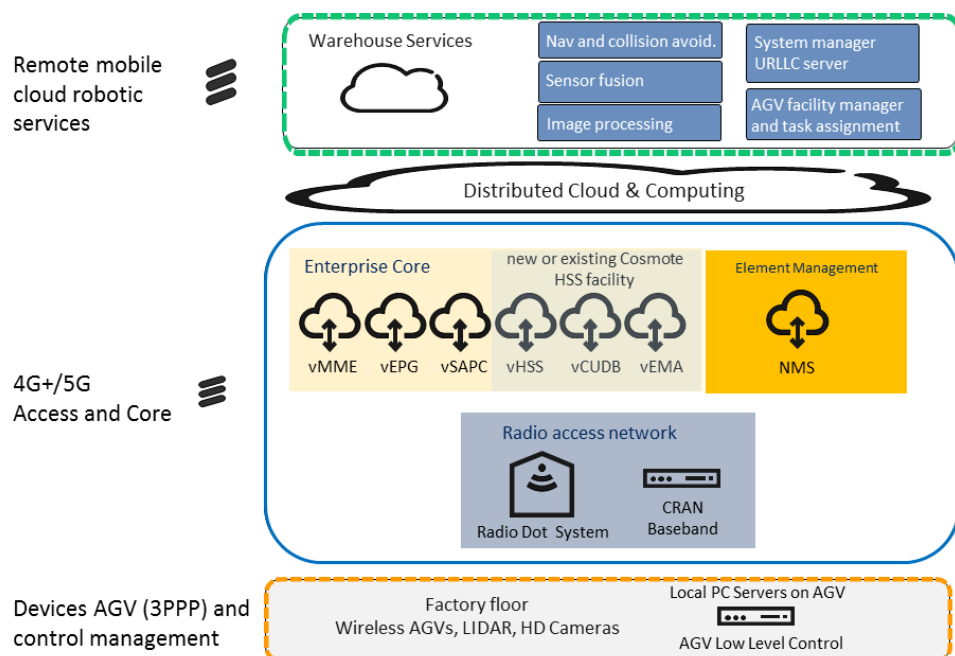 Remote mobile
cloud robotic
services
Warehouse Services
Nav and collision avoid.
Sensor fusion
Image processing
System manager
URLLC server
AGV facility manager
and task assignment
Distributed Cloud & Computing
4G+/5G
Access and Core
Enterprise Core
vMME
vEPG
vSAPC
new or existing Cosmote
HSS facility
vHSS
vCUDB
vEMA
Element Management
NMS
Radio access network
Radio Dot System
CRAN
Baseband
Devices AGV (3PPP) and
control management
Factory floor
Wireless AGVs, LIDAR, HD Cameras
Local PC Servers on AGV
AGV Low Level Control